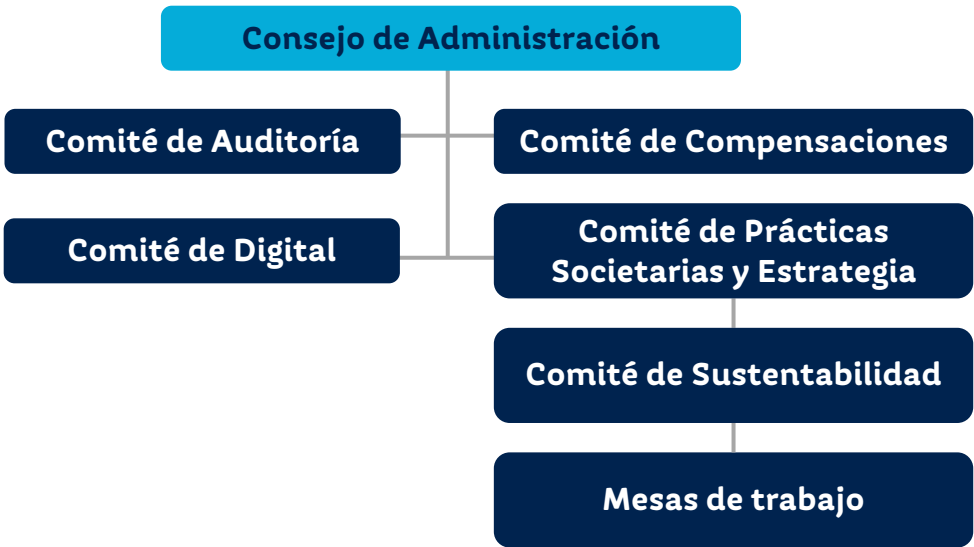 Consejo de Administración
Comité de Auditoría
Comité de Compensaciones
Comité de Digital
Comité de Prácticas
Societarias y Estrategia
Comité de Sustentabilidad
Mesas de trabajo